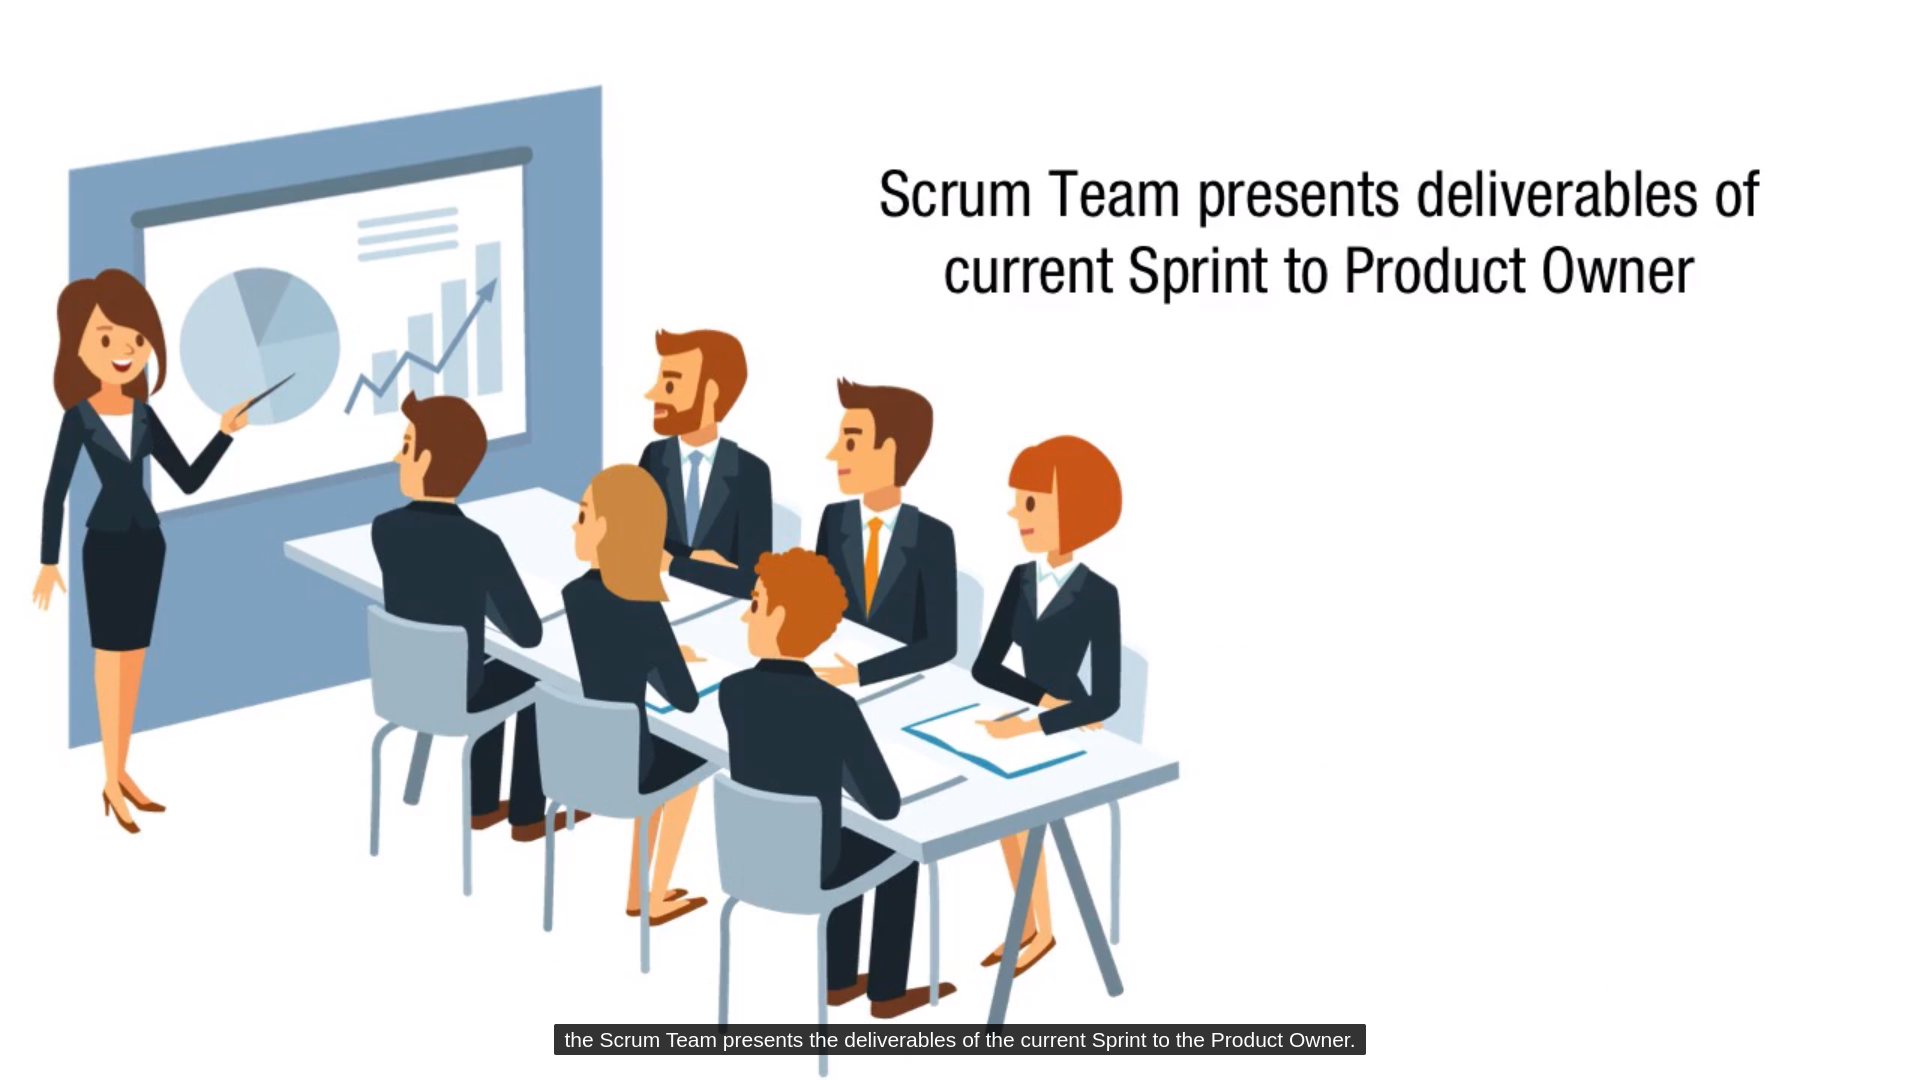 Scrum Team presents deliverables of
current Sprint to Product Owner
the Scrum Team presents the deliverables of the current Sprint to the Product Owner.